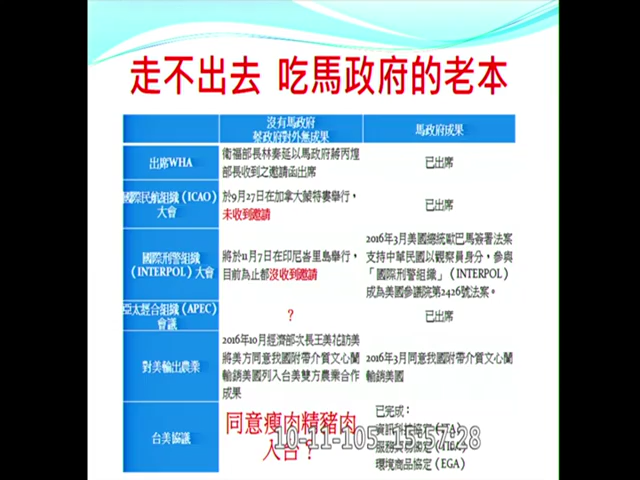 走不出去 吃馬政府的老本
沒有馬政府
蔡政府對外無成果
馬政府成果
出席WHA
衛福部長林奏延以馬政府蔣丙煌
部長收到之邀請函出席
已出席
國際民航組織（ICAO）
大會
於9月27日在加拿大蒙特婁舉行，
未收到邀請
已出席
國際刑警組織
（INTERPOL）大會
將於11月7日在印尼峇里島舉行，
目前為止都沒收到邀請
2016年3月美國總統歐巴馬簽署法案
支持中華民國以觀察員身分，參與
「國際刑警組織」（INTERPOL）
成為美國參議院第2426號法案。
亞太經合組織（APEC）
會議
？
已出席
對美輸出農業
2016年10月經濟部次長王美花訪美
將美方同意我國附帶介質文心蘭
輸銷美國列入台美雙方農業合作
成果
2016年3月同意我國附帶介質文心蘭
輸銷美國
台美協議
同意瘦肉精豬肉
入台？
已完成：
資訊科技協定（ITA）
服務貿易協定
環境商品協定（EGA）
10-11-105 15:57:28